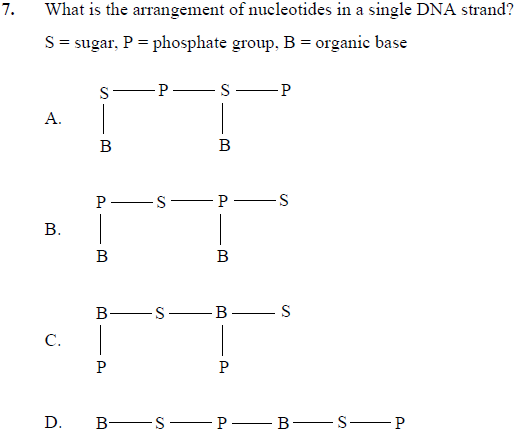 7. What is the arrangement of nucleotides in a single DNA strand?
S = sugar, P = phosphate group, B = organic base
S P S P
A.
B B
P S P S
B.
B B
B S B S
C.
P P
D. B S P B S P